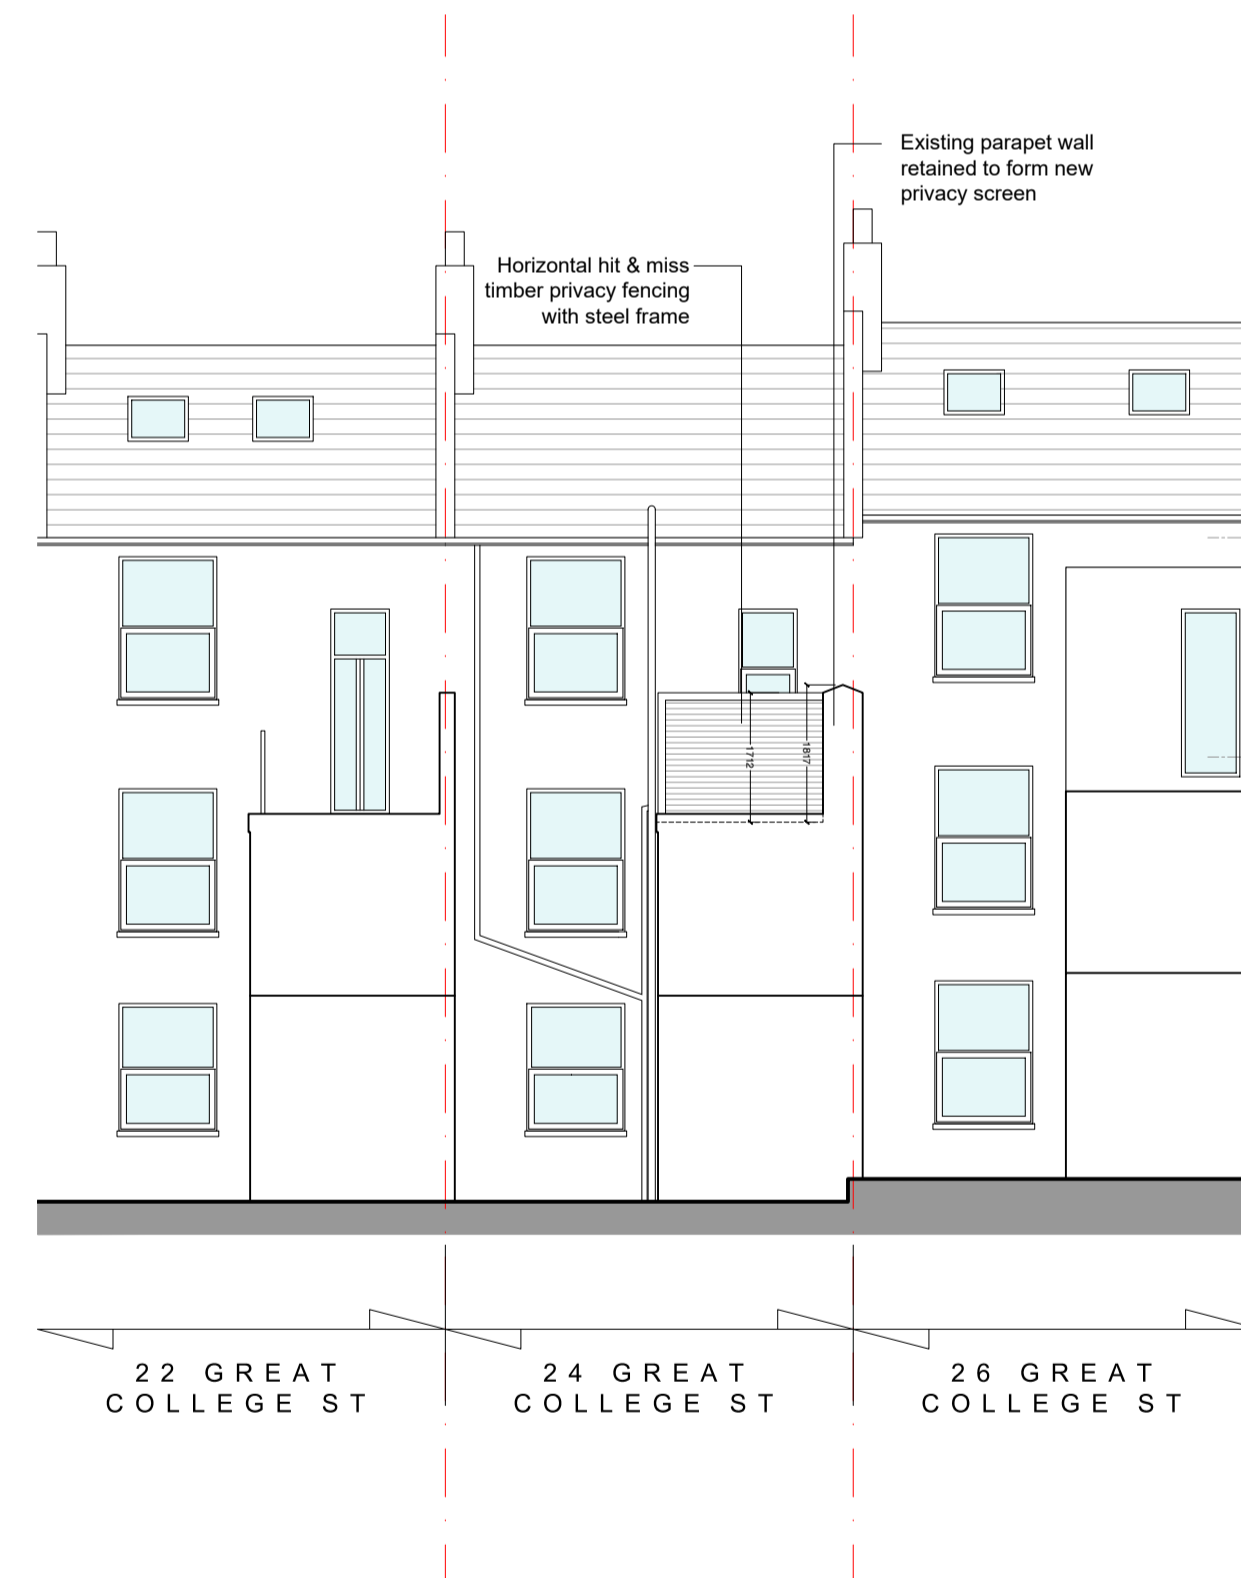 Existing parapet wall
retained to form new
privacy screen
Horizontal hit & miss
timber privacy fencing
with steel frame
1712
1817
22 GREAT
COLLEGE ST
24 GREAT
COLLEGE ST
26 GREAT
COLLEGE ST